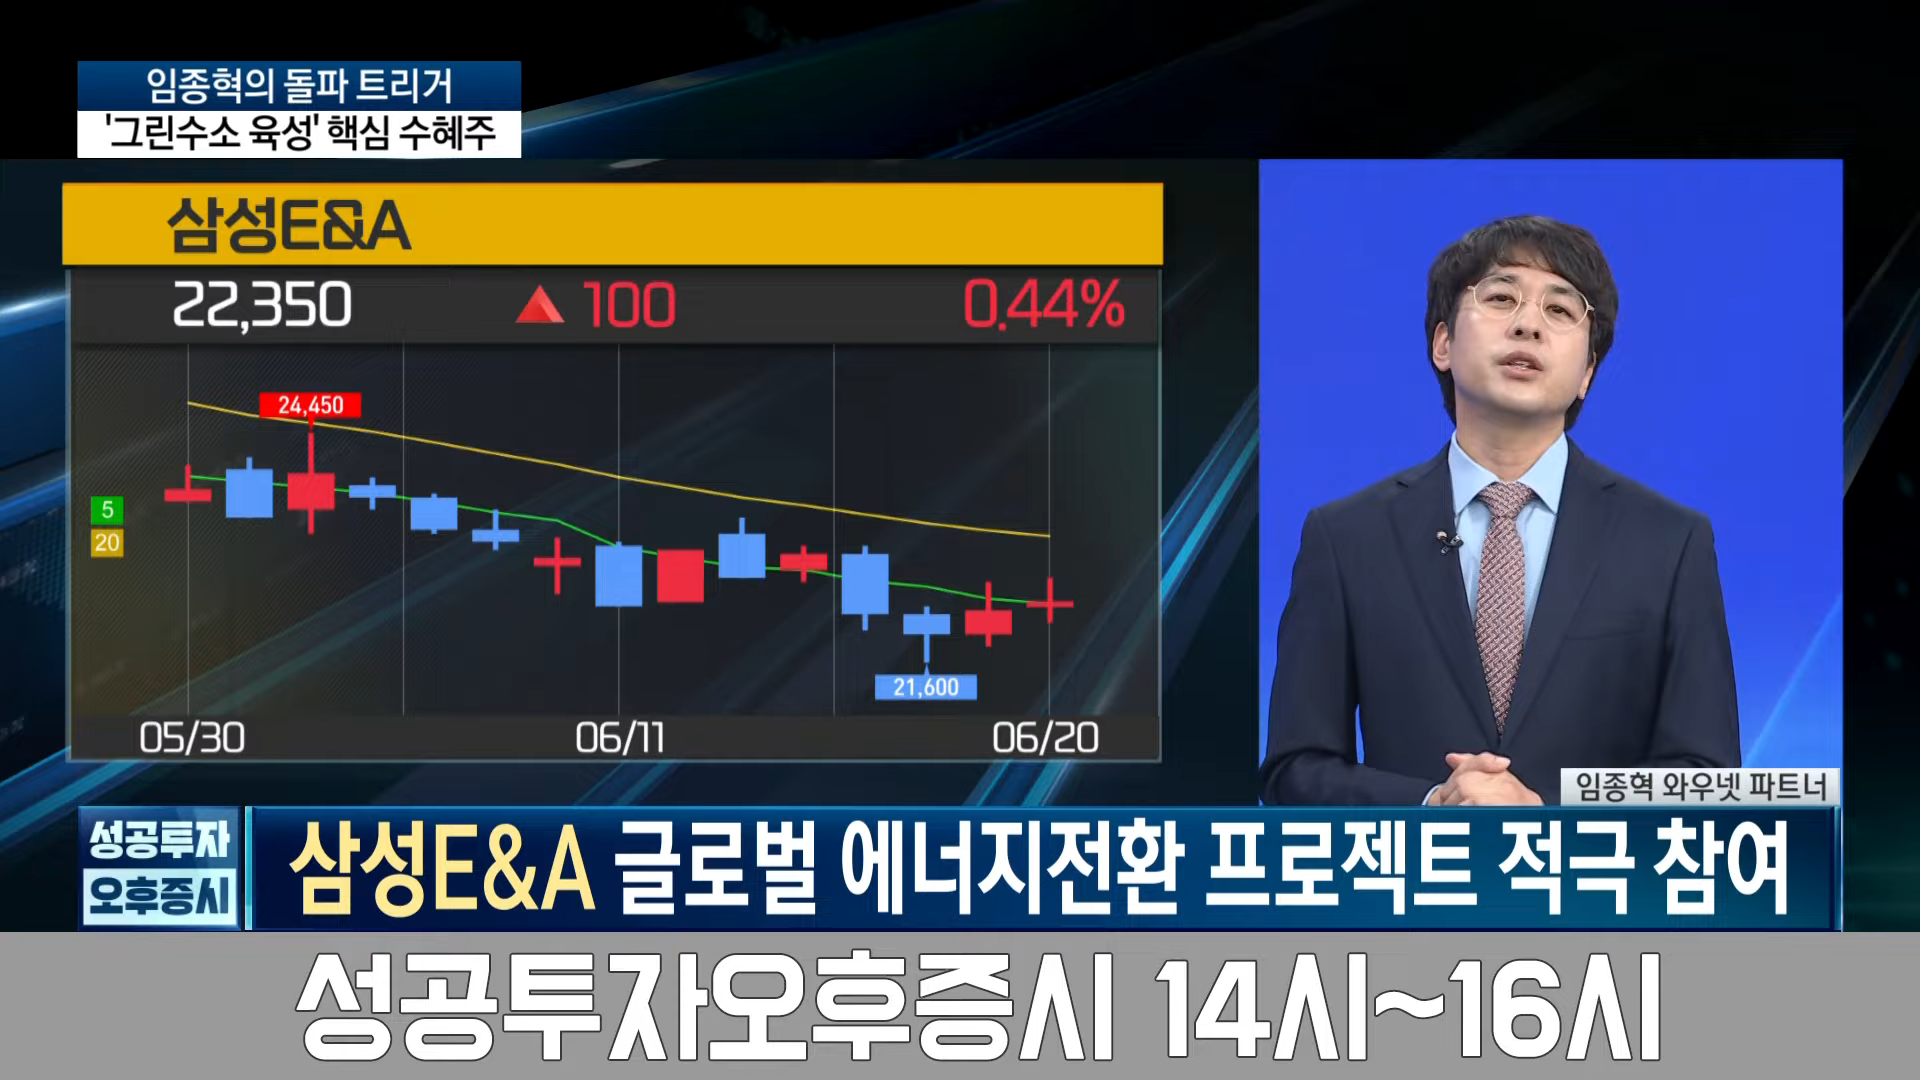 임종혁의 돌파 트리거
'그린수소 육성' 핵심 수혜주
삼성E&A
22,350 ▲ 100 0.44%
24,450
5
20
21,600
05/30 06/11 06/20
임종혁 와우넷 파트너
성공투자
오후증시
삼성E&A 글로벌 에너지전환 프로젝트 적극 참여
성공투자오후증시 14시~16시